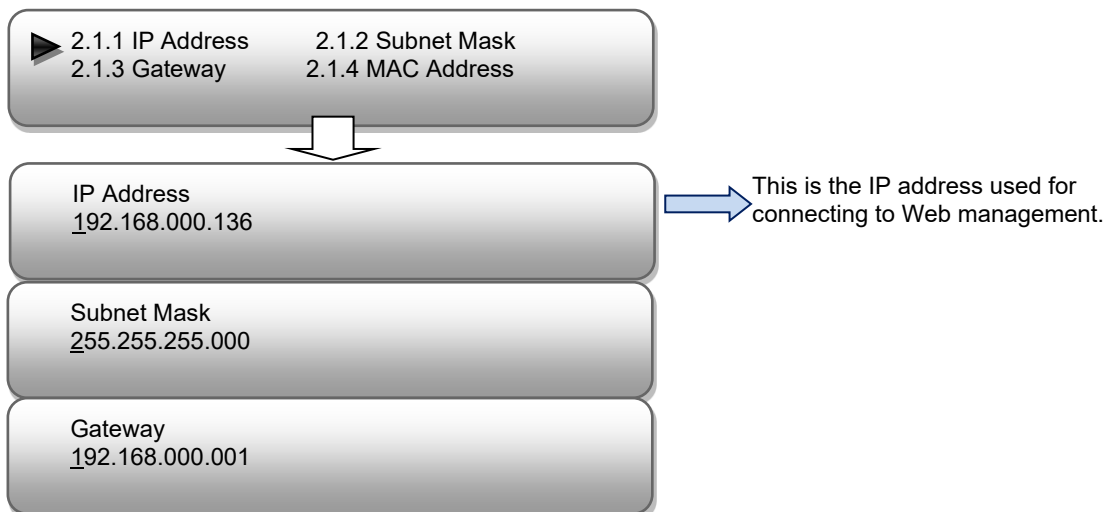 2.1.1 IP Address 2.1.2 Subnet Mask
2.1.3 Gateway 2.1.4 MAC Address
IP Address
192.168.000.136
This is the IP address used for
connecting to Web management.
Subnet Mask
255.255.255.000
Gateway
192.168.000.001